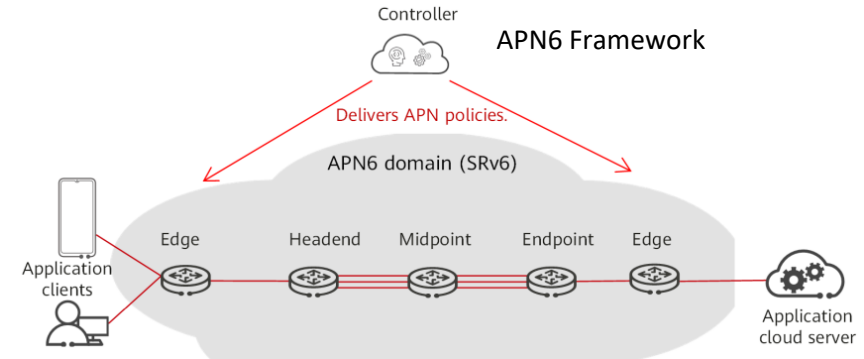 Controller
APN6 Framework
Delivers APN policies.
APN6 domain (SRv6)
Edge
Headend
Midpoint
Endpoint
Edge
Application
clients
Application
cloud server